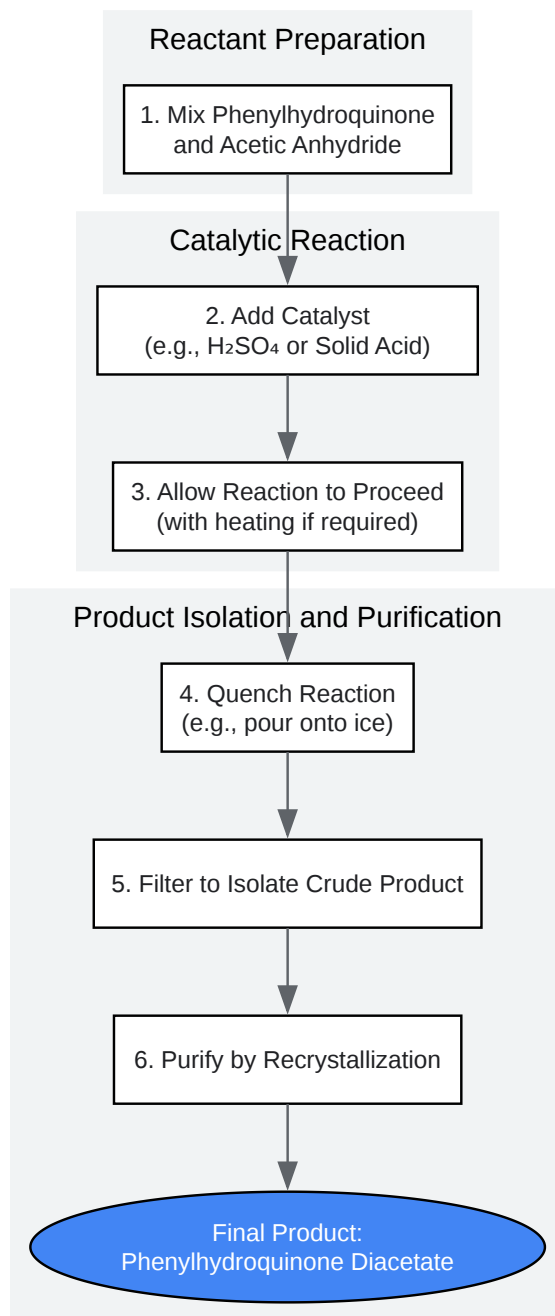 Reactant Preparation
1. Mix Phenylhydroquinone
and Acetic Anhydride
Catalytic Reaction
2. Add Catalyst
(e.g., H₂SO₄ or Solid Acid)
3. Allow Reaction to Proceed
(with heating if required)
Product Isolation and Purification
4. Quench Reaction
(e.g., pour onto ice)
5. Filter to Isolate Crude Product
6. Purify by Recrystallization
Final Product:
Phenylhydroquinone Diacetate